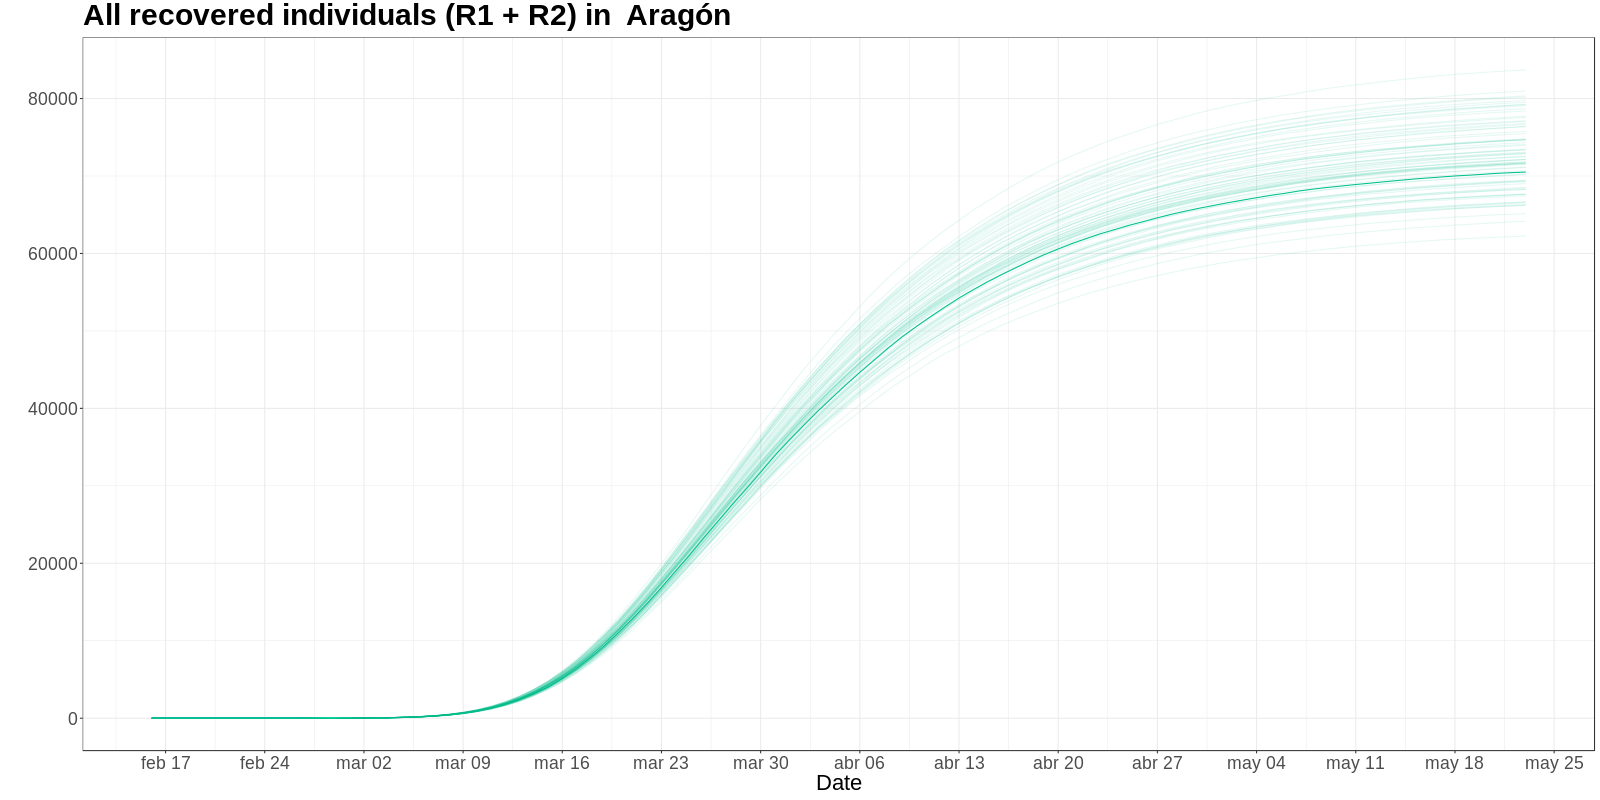 All recovered individuals (R1 + R2) in  Aragón
80000
60000
40000
20000
0
feb 17 feb 24 mar 02 mar 09 mar 16 mar 23 mar 30 abr 06 abr 13 abr 20 abr 27 may 04 may 11 may 18 may 25
Date